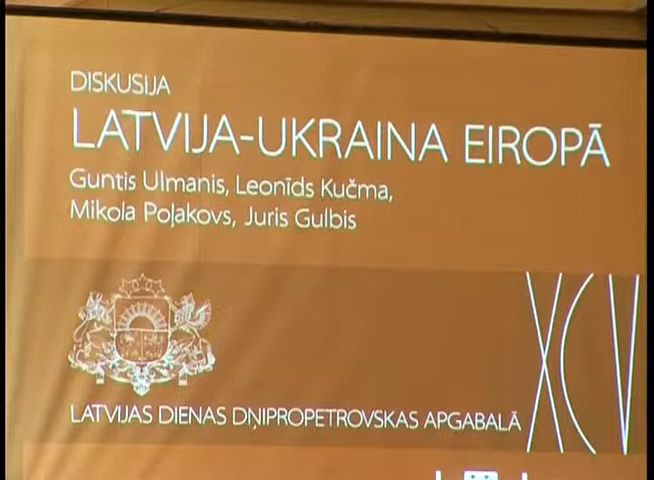 DISKUSIJA
LATVIJA-UKRAINA EIROPĀ
Guntis Ulmanis, Leonīds Kučma,
Mikola Poļakovs, Juris Gulbis
XCV
LATVIJAS DIENAS DŅIPROPETROVSKAS APGABALĀ